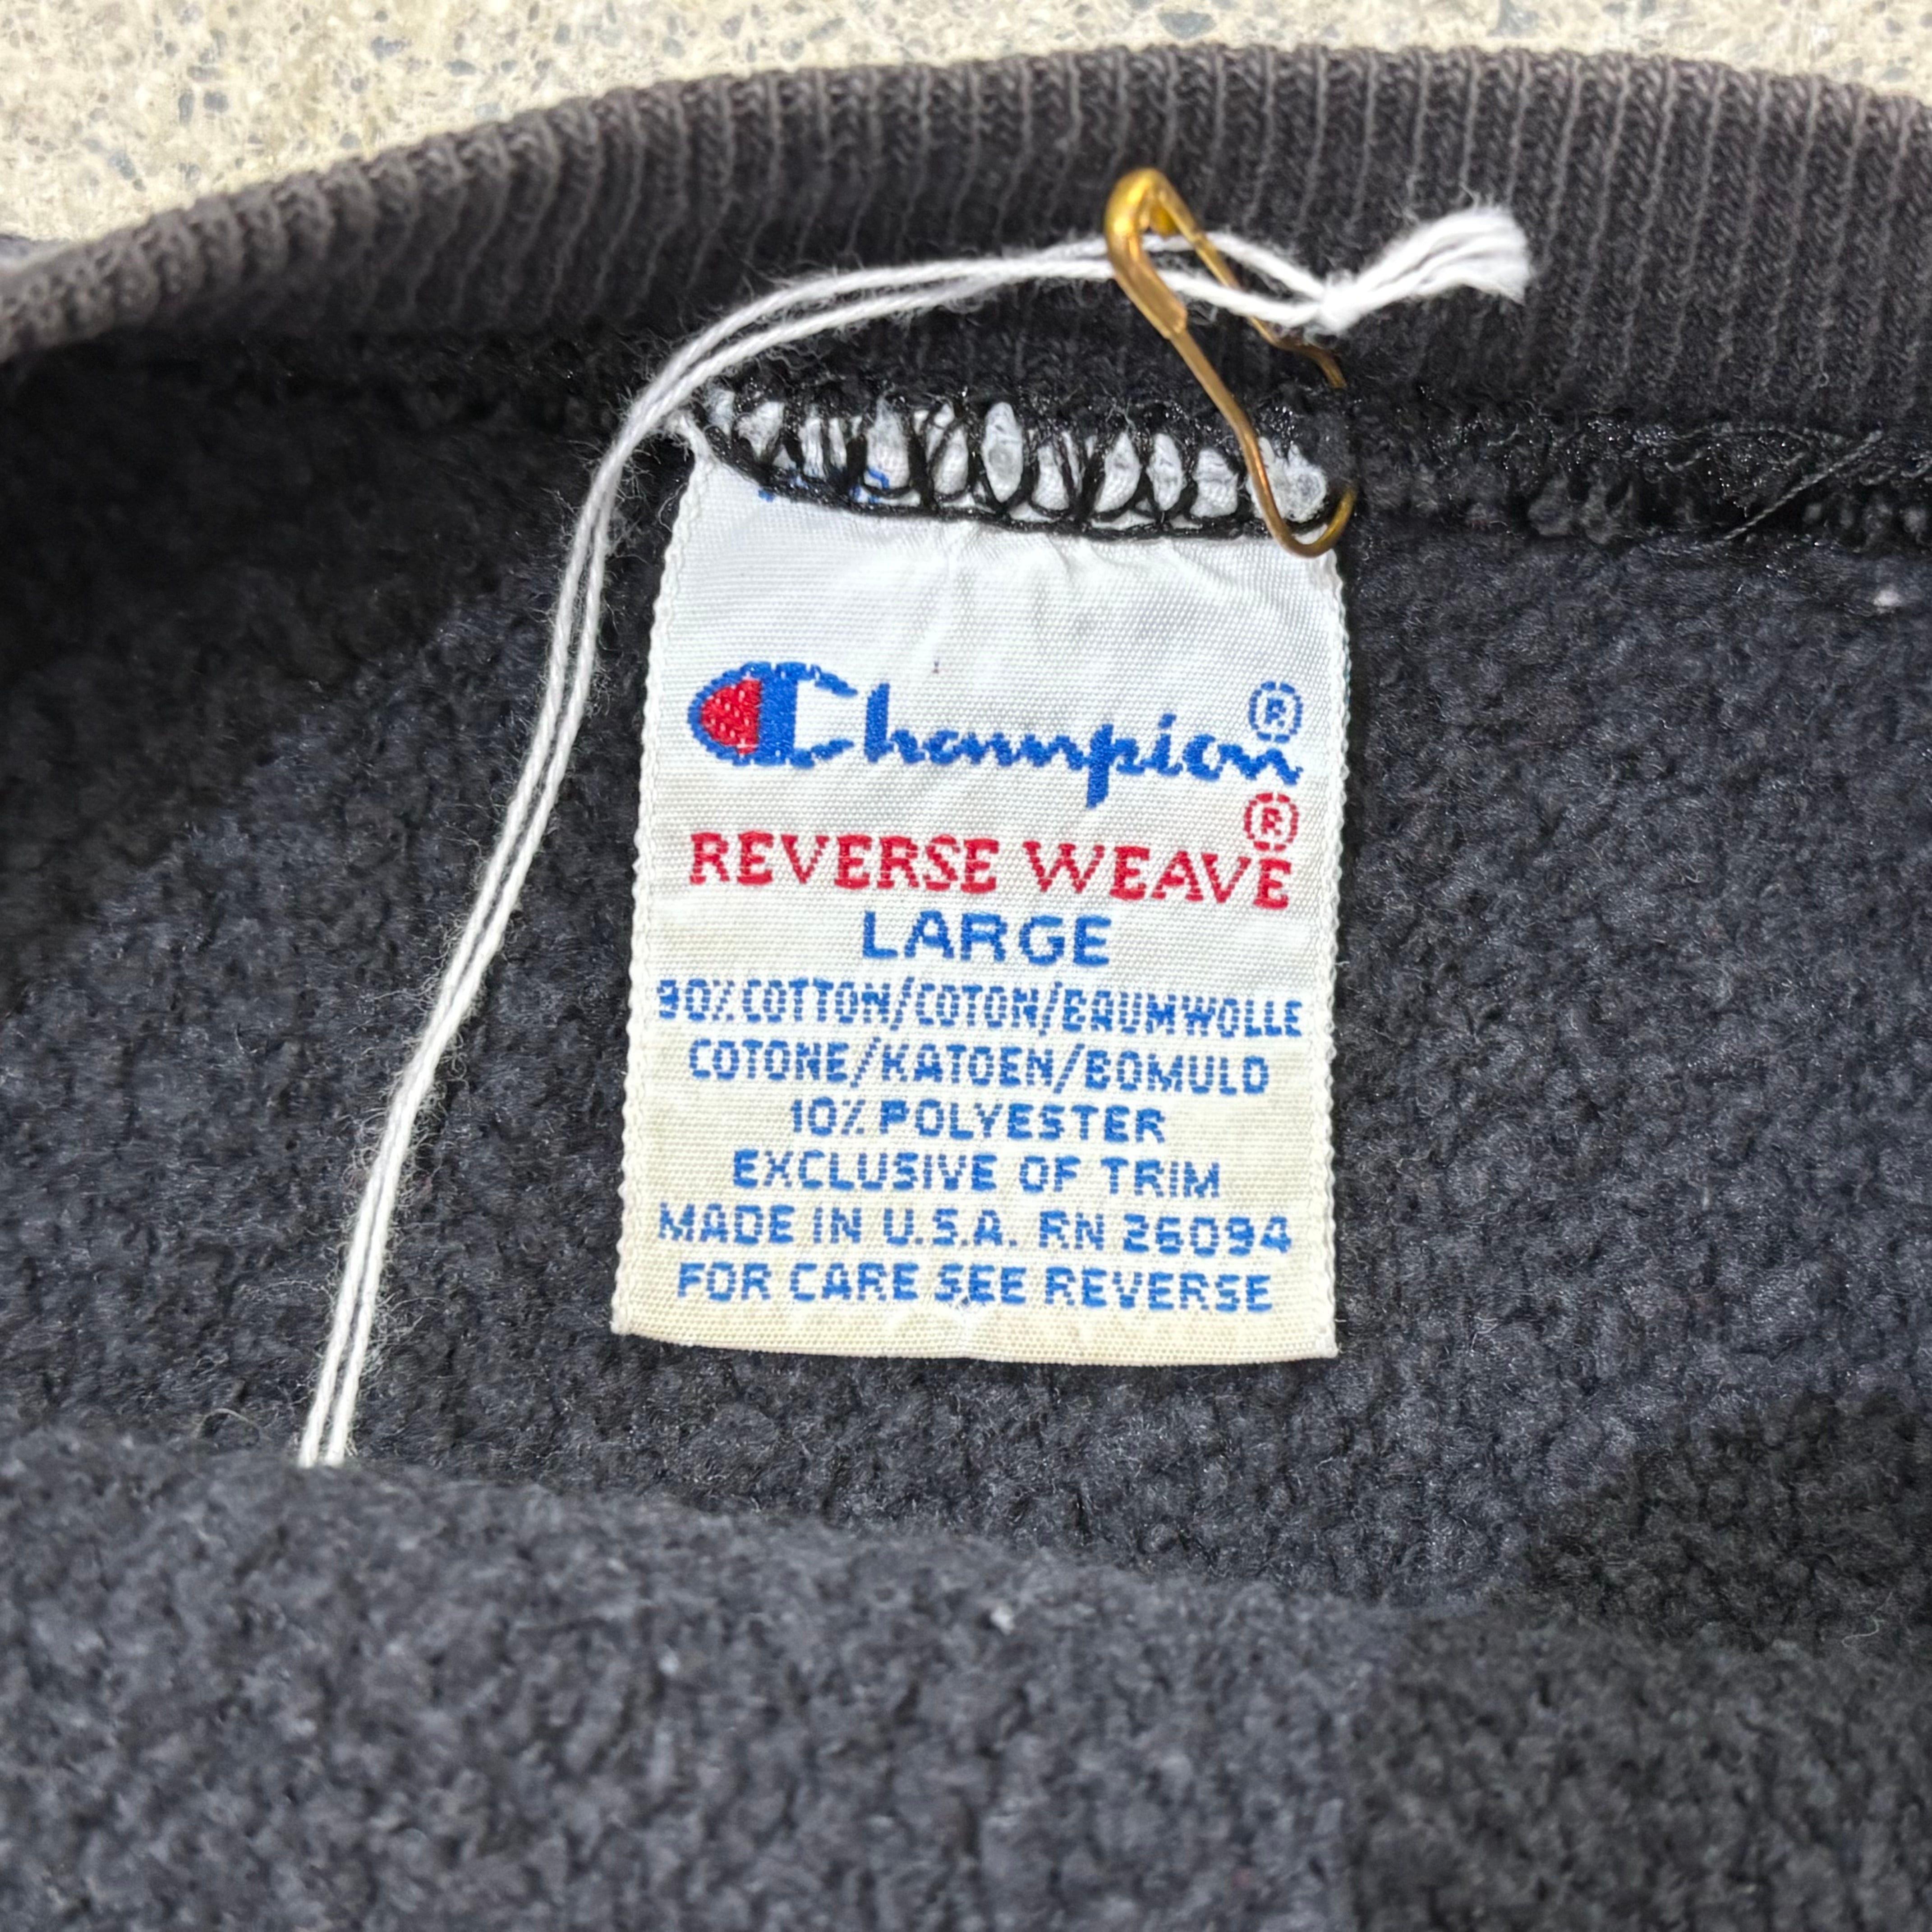 Champion®
REVERSE WEAVE®
LARGE
90% COTTON/COTON/BAUMWOLLE
COTONE/KATOEN/BOMULD
10% POLYESTER
EXCLUSIVE OF TRIM
MADE IN U.S.A. RN 26094
FOR CARE SEE REVERSE